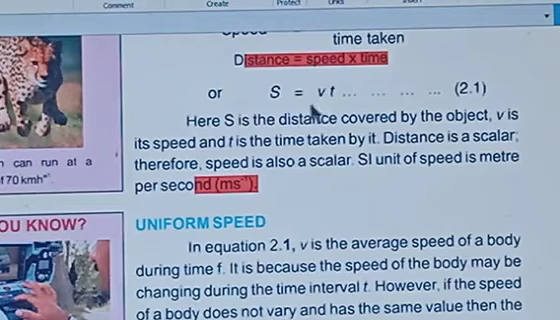 Comment
Create
Protect
Links
time taken
Distance = speed x time
or S = v t ... ... ... ... (2.1)
Here S is the distance covered by the object, v is
its speed and t is the time taken by it. Distance is a scalar;
therefore, speed is also a scalar. SI unit of speed is metre
per second (ms⁻¹).
can run at a
70 kmh⁻¹
OU KNOW?
UNIFORM SPEED
In equation 2.1, v is the average speed of a body
during time f. It is because the speed of the body may be
changing during the time interval t. However, if the speed
of a body does not vary and has the same value then the